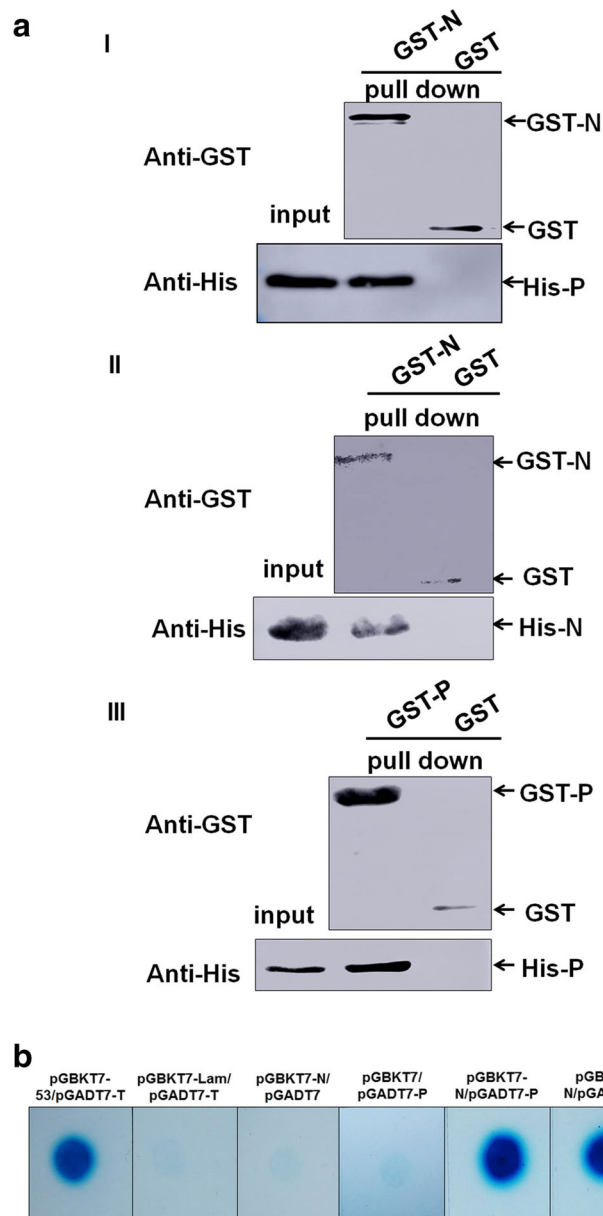 a
I
GST-N GST
pull down
GST-N
Anti-GST
input
GST
Anti-His
His-P
II
GST-N GST
pull down
GST-N
Anti-GST
input
GST
Anti-His
His-N
III
GST-P GST
pull down
GST-P
Anti-GST
input
GST
Anti-His
His-P
b
pGBKT7-
53/pGADT7-T
pGBKT7-Lam/
pGADT7-T
pGBKT7-N/
pGADT7
pGBKT7/
pGADT7-P
pGBKT7-
N/pGADT7-P